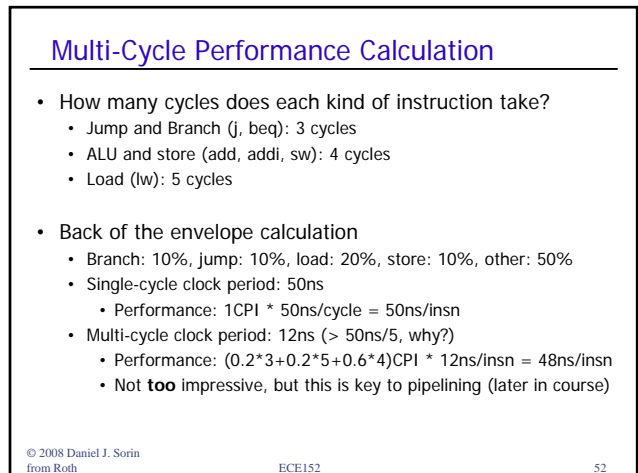 Multi-Cycle Performance Calculation
• How many cycles does each kind of instruction take?
• Jump and Branch (j, beq): 3 cycles
• ALU and store (add, addi, sw): 4 cycles
• Load (lw): 5 cycles
• Back of the envelope calculation
• Branch: 10%, jump: 10%, load: 20%, store: 10%, other: 50%
• Single-cycle clock period: 50ns
• Performance: 1CPI * 50ns/cycle = 50ns/insn
• Multi-cycle clock period: 12ns (> 50ns/5, why?)
• Performance: (0.2*3+0.2*5+0.6*4)CPI * 12ns/insn = 48ns/insn
• Not too impressive, but this is key to pipelining (later in course)
© 2008 Daniel J. Sorin
from Roth
ECE152
52